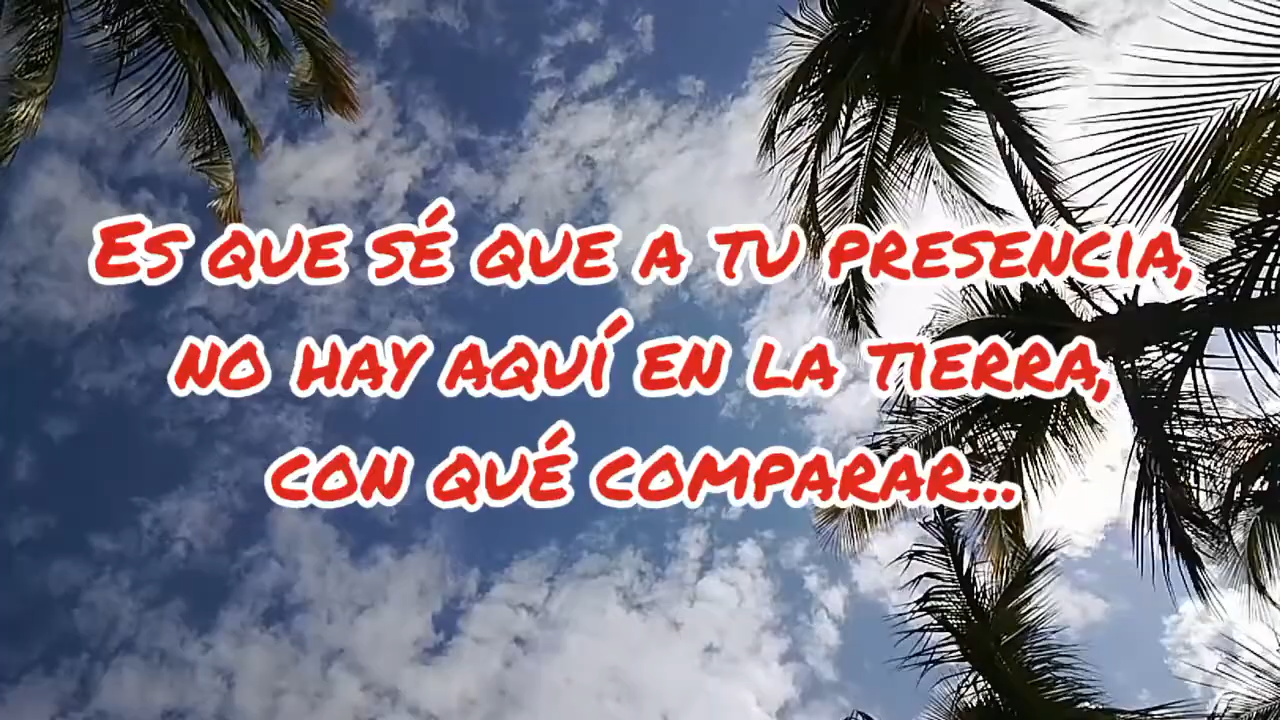 Es que sé que a tu presencia,
no hay aquí en la tierra,
con qué comparar...